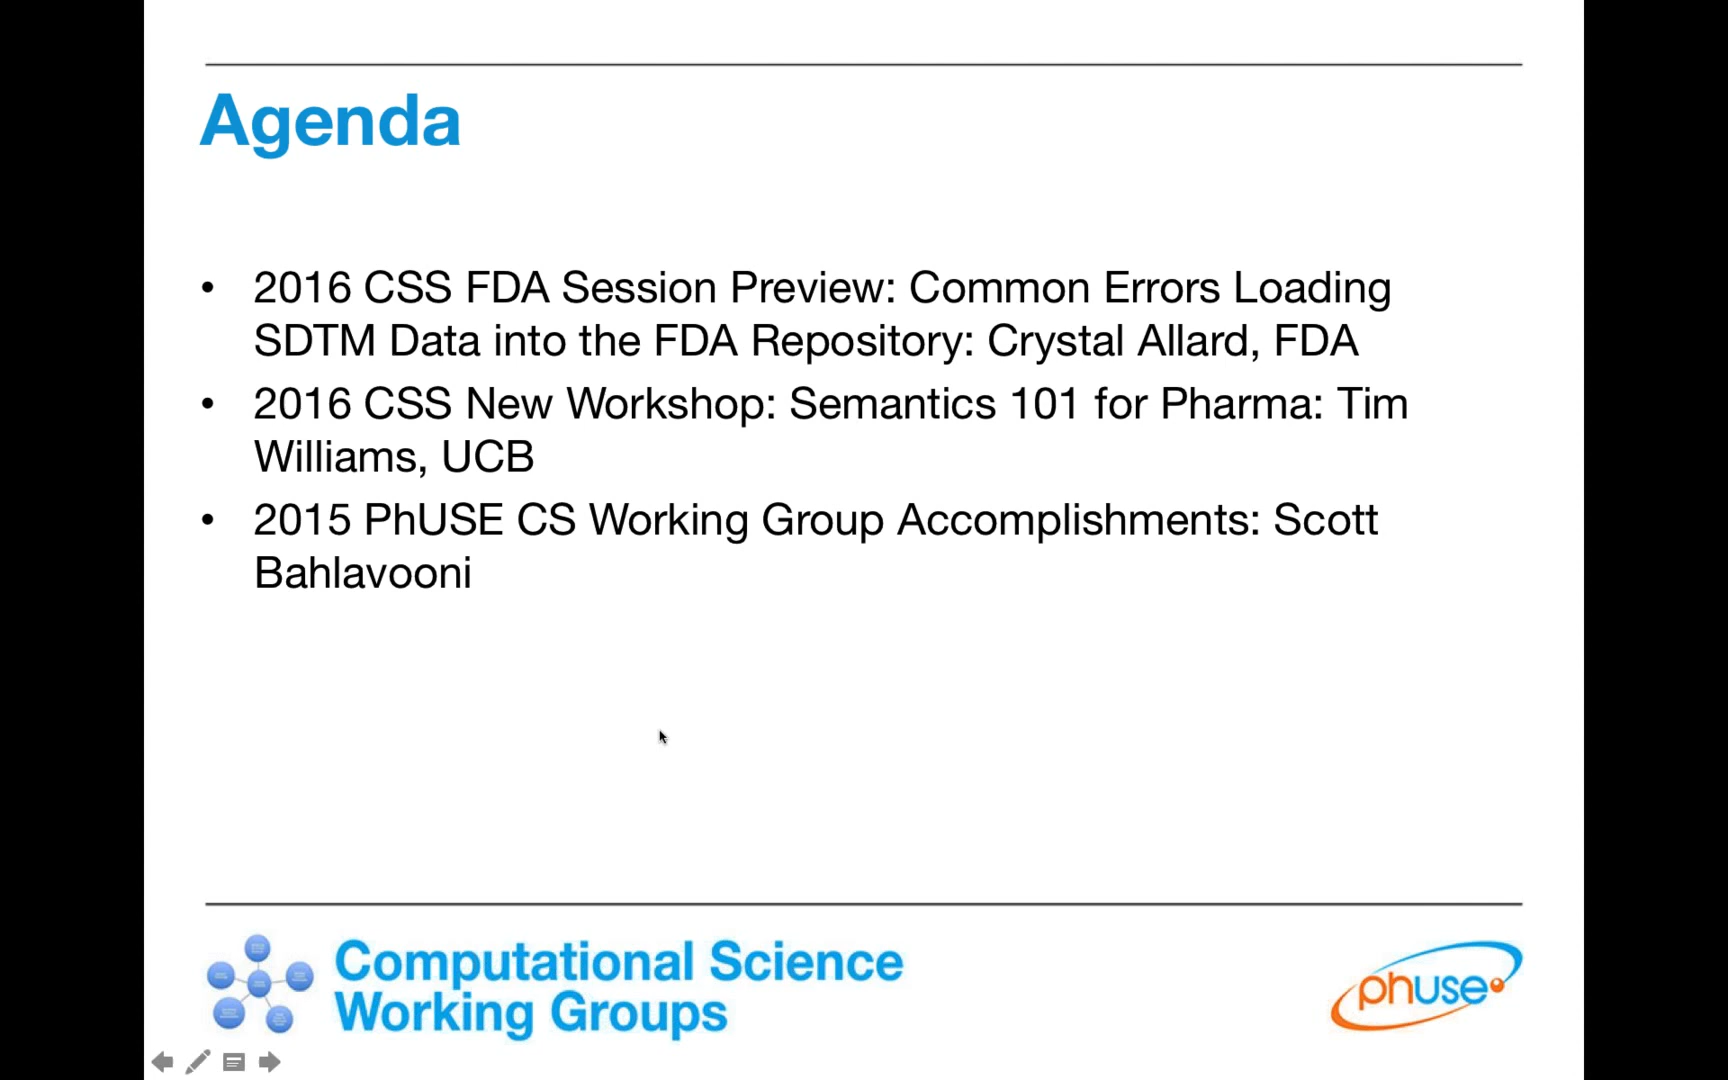 Agenda
• 2016 CSS FDA Session Preview: Common Errors Loading
SDTM Data into the FDA Repository: Crystal Allard, FDA
• 2016 CSS New Workshop: Semantics 101 for Pharma: Tim
Williams, UCB
• 2015 PhUSE CS Working Group Accomplishments: Scott
Bahlavooni
Computational Science
Working Groups
phuse